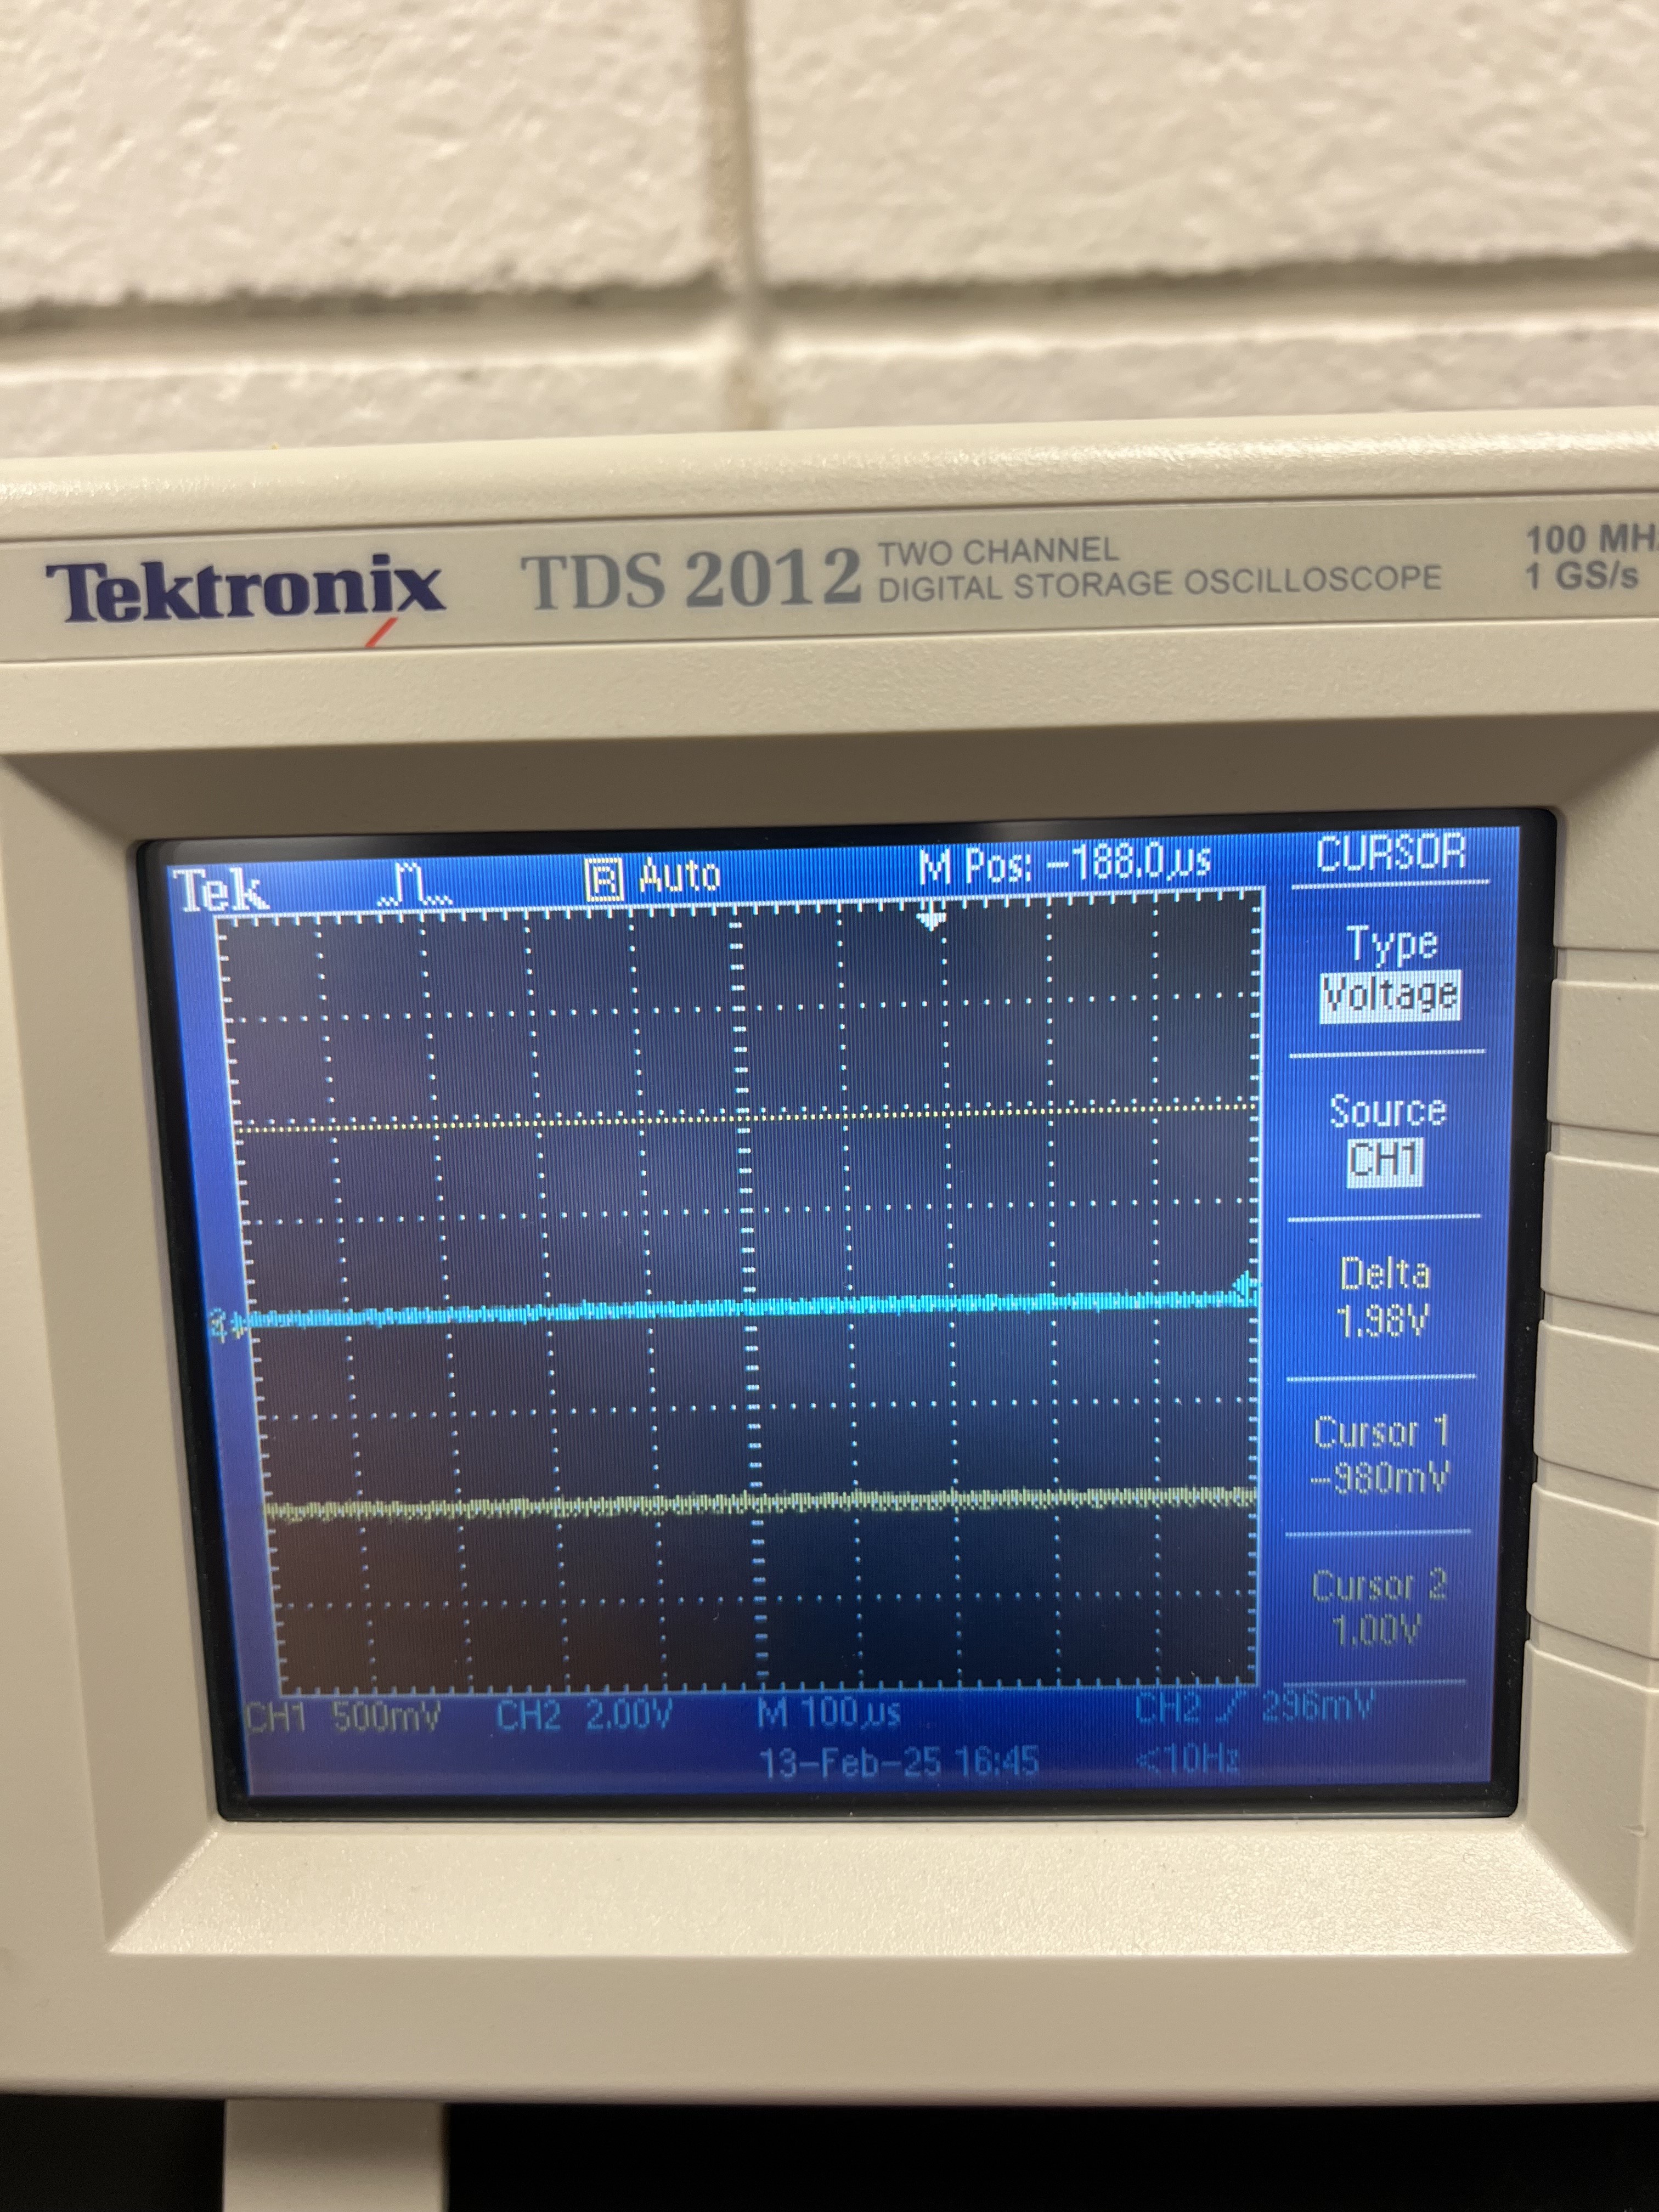 Tektronix TDS 2012 TWO CHANNEL
DIGITAL STORAGE OSCILLOSCOPE
100 MHz
1 GS/s
Tek R Auto M Pos: -188.0µs CURSOR
Type
Voltage
Source
CH1
Delta
1.98V
Cursor 1
-980mV
Cursor 2
1.00V
2
CH1 500mV CH2 2.00V M 100µs CH2 296mV
13-Feb-25 16:45 <10Hz